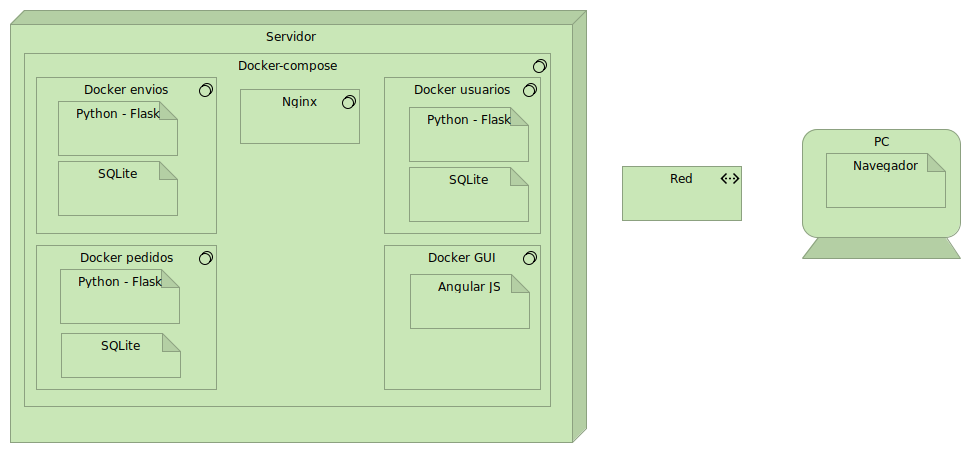 Servidor
Docker-compose
Docker envios
Python - Flask
SQLite
Nginx
Docker usuarios
Python - Flask
SQLite
Docker pedidos
Python - Flask
SQLite
Docker GUI
Angular JS
Red
PC
Navegador